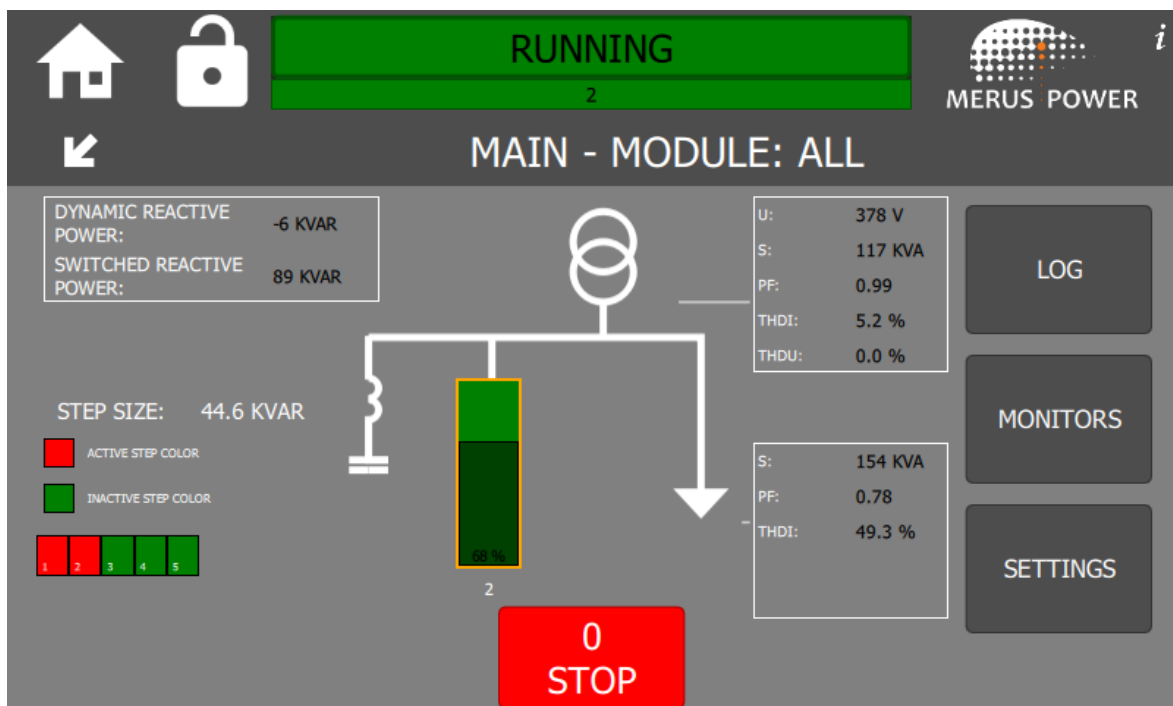 RUNNING
2
i
MERUS POWER
MAIN - MODULE: ALL
DYNAMIC REACTIVE
POWER: -6 KVAR
SWITCHED REACTIVE
POWER: 89 KVAR
U: 378 V
S: 117 KVA
PF: 0.99
THDI: 5.2 %
THDU: 0.0 %
LOG
STEP SIZE: 44.6 KVAR
ACTIVE STEP COLOR
INACTIVE STEP COLOR
1 2 3 4 5
68 %
2
S: 154 KVA
PF: 0.78
THDI: 49.3 %
MONITORS
SETTINGS
0
STOP